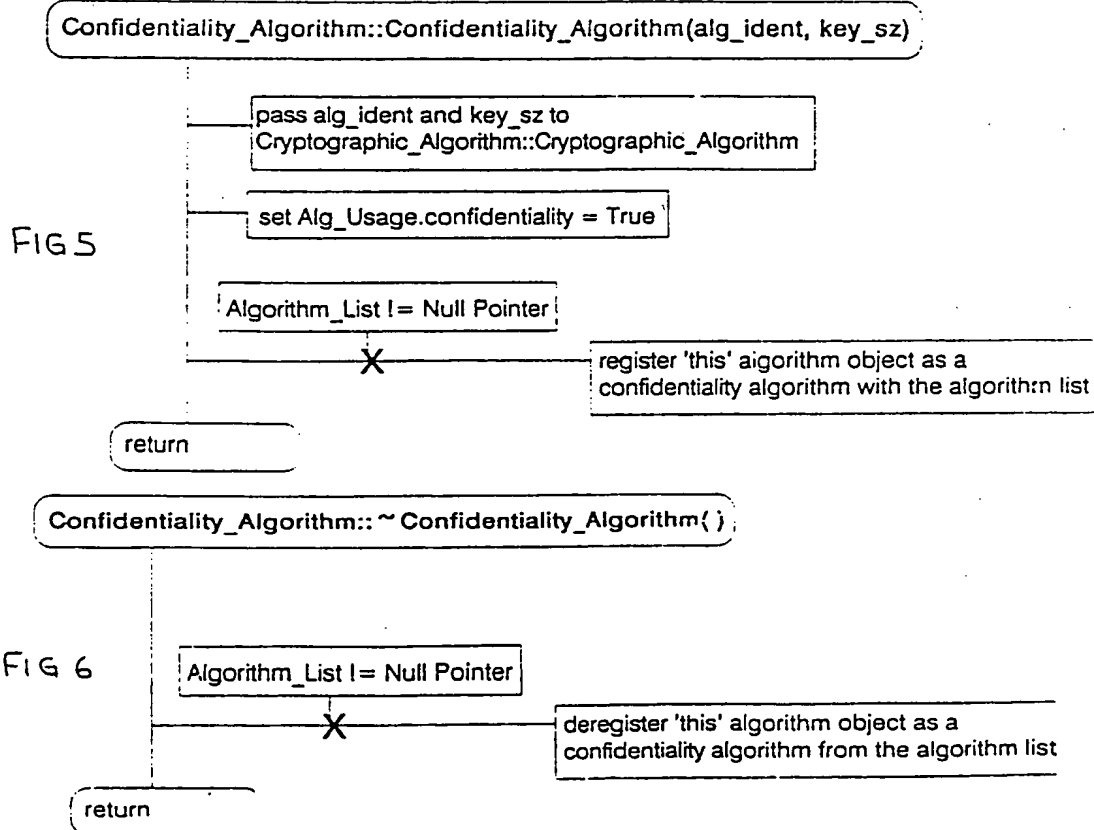 Confidentiality_Algorithm::Confidentiality_Algorithm(alg_ident, key_sz)
pass alg_ident and key_sz to
Cryptographic_Algorithm::Cryptographic_Algorithm
set Alg_Usage.confidentiality = True
FIG 5
Algorithm_List != Null Pointer
X
register 'this' algorithm object as a
confidentiality algorithm with the algorithm list
return
Confidentiality_Algorithm::~Confidentiality_Algorithm()
FIG 6
Algorithm_List != Null Pointer
X
deregister 'this' algorithm object as a
confidentiality algorithm from the algorithm list
return